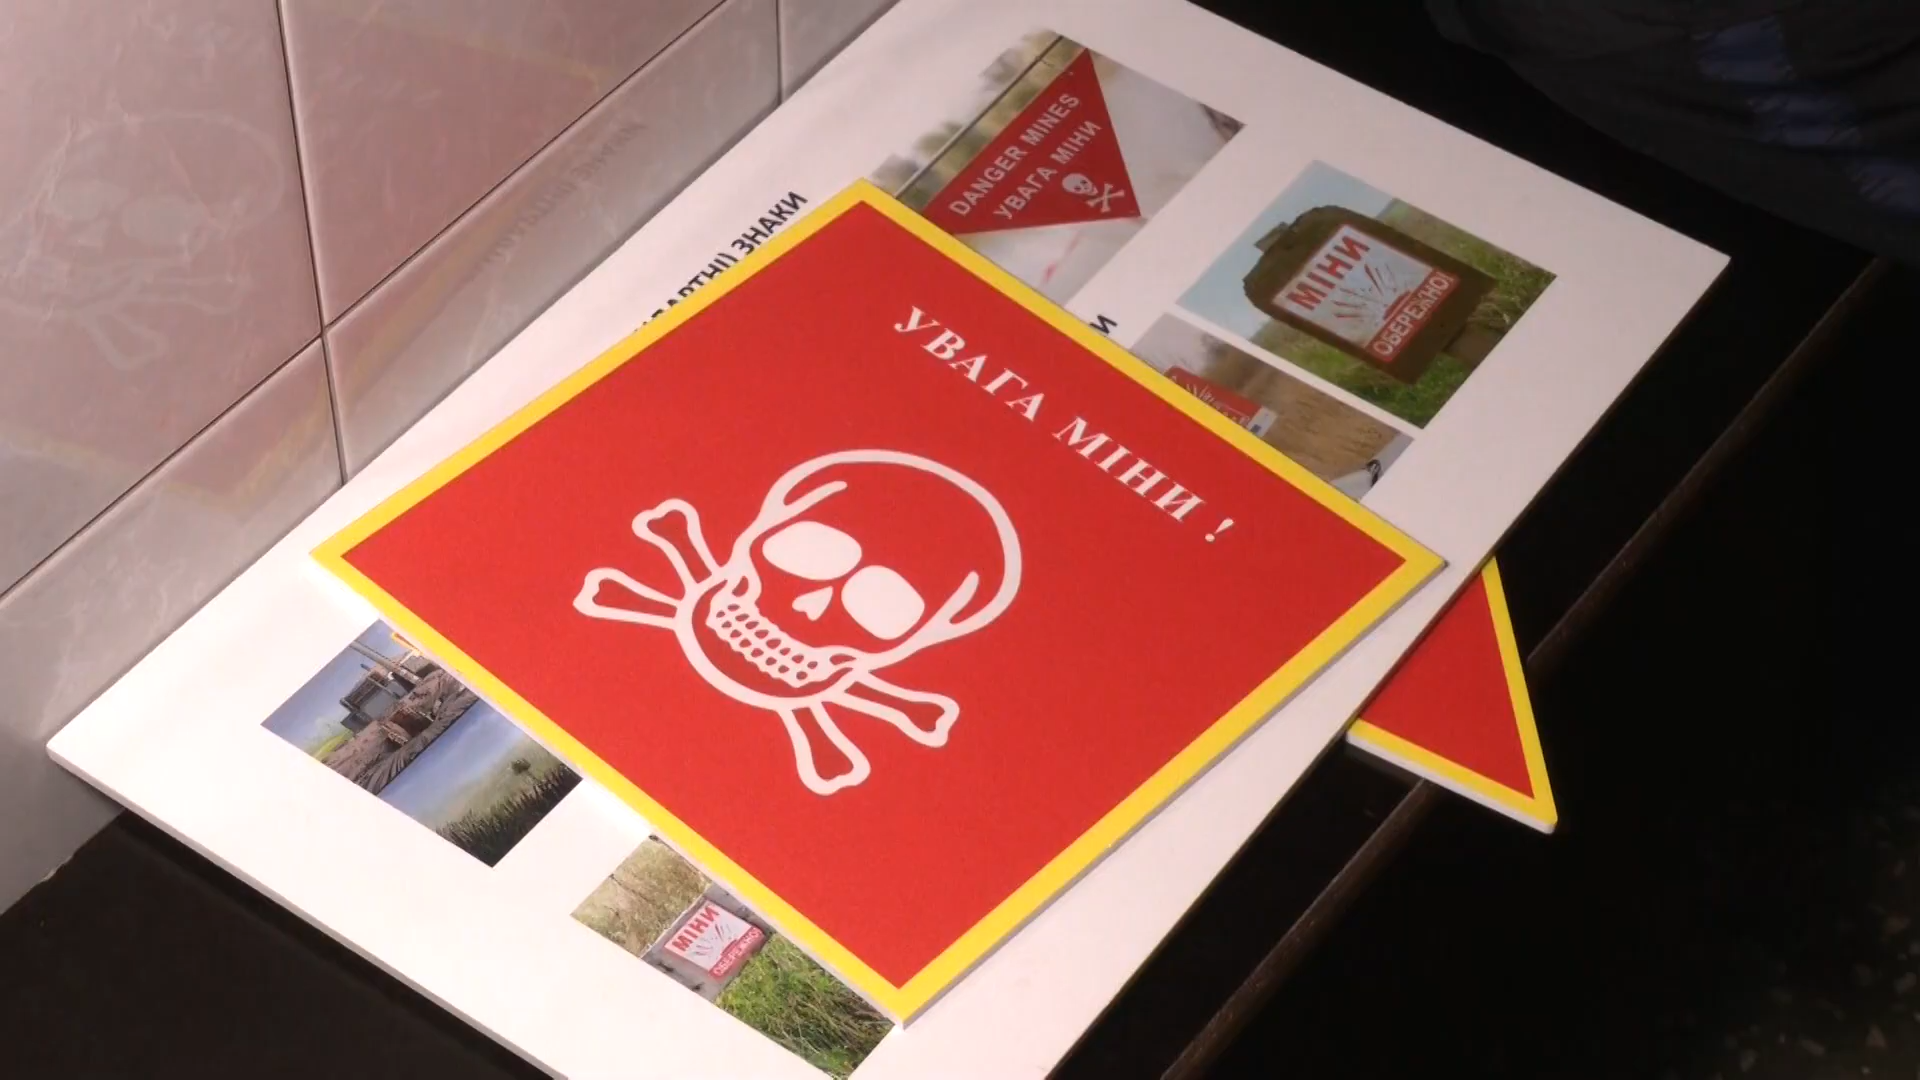 DANGER MINES
УВАГА МІНИ
ЗНАКИ
МІНИ
ОБЕРЕЖНО!
УВАГА МІНИ !
МІНИ
ОБЕРЕЖНО!